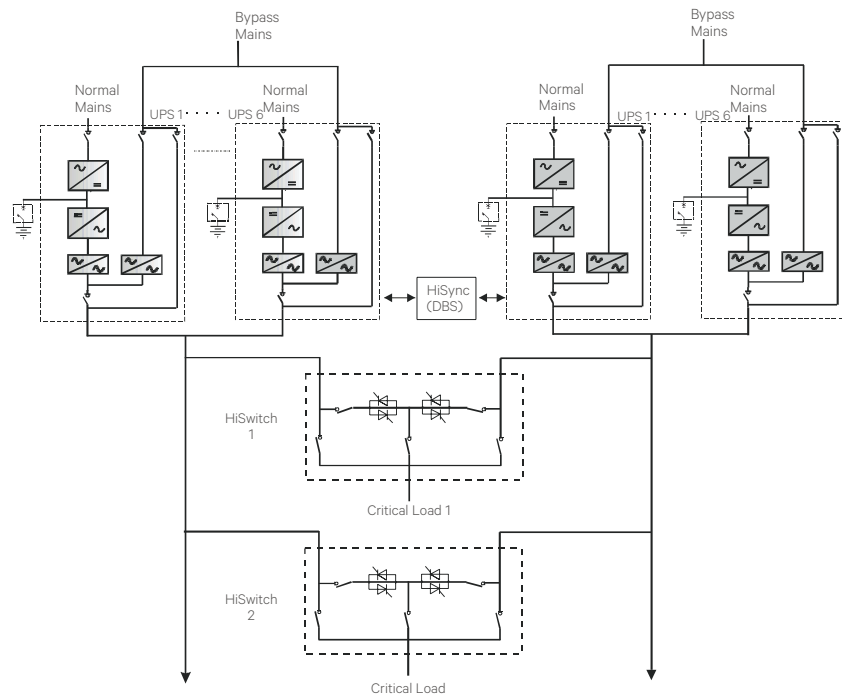 Bypass
Mains
Bypass
Mains
Normal
Mains
UPS 1
UPS 6
Normal
Mains
Normal
Mains
UPS 1
UPS 6
Normal
Mains
HiSync
(DBS)
HiSwitch
1
Critical Load 1
HiSwitch
2
Critical Load